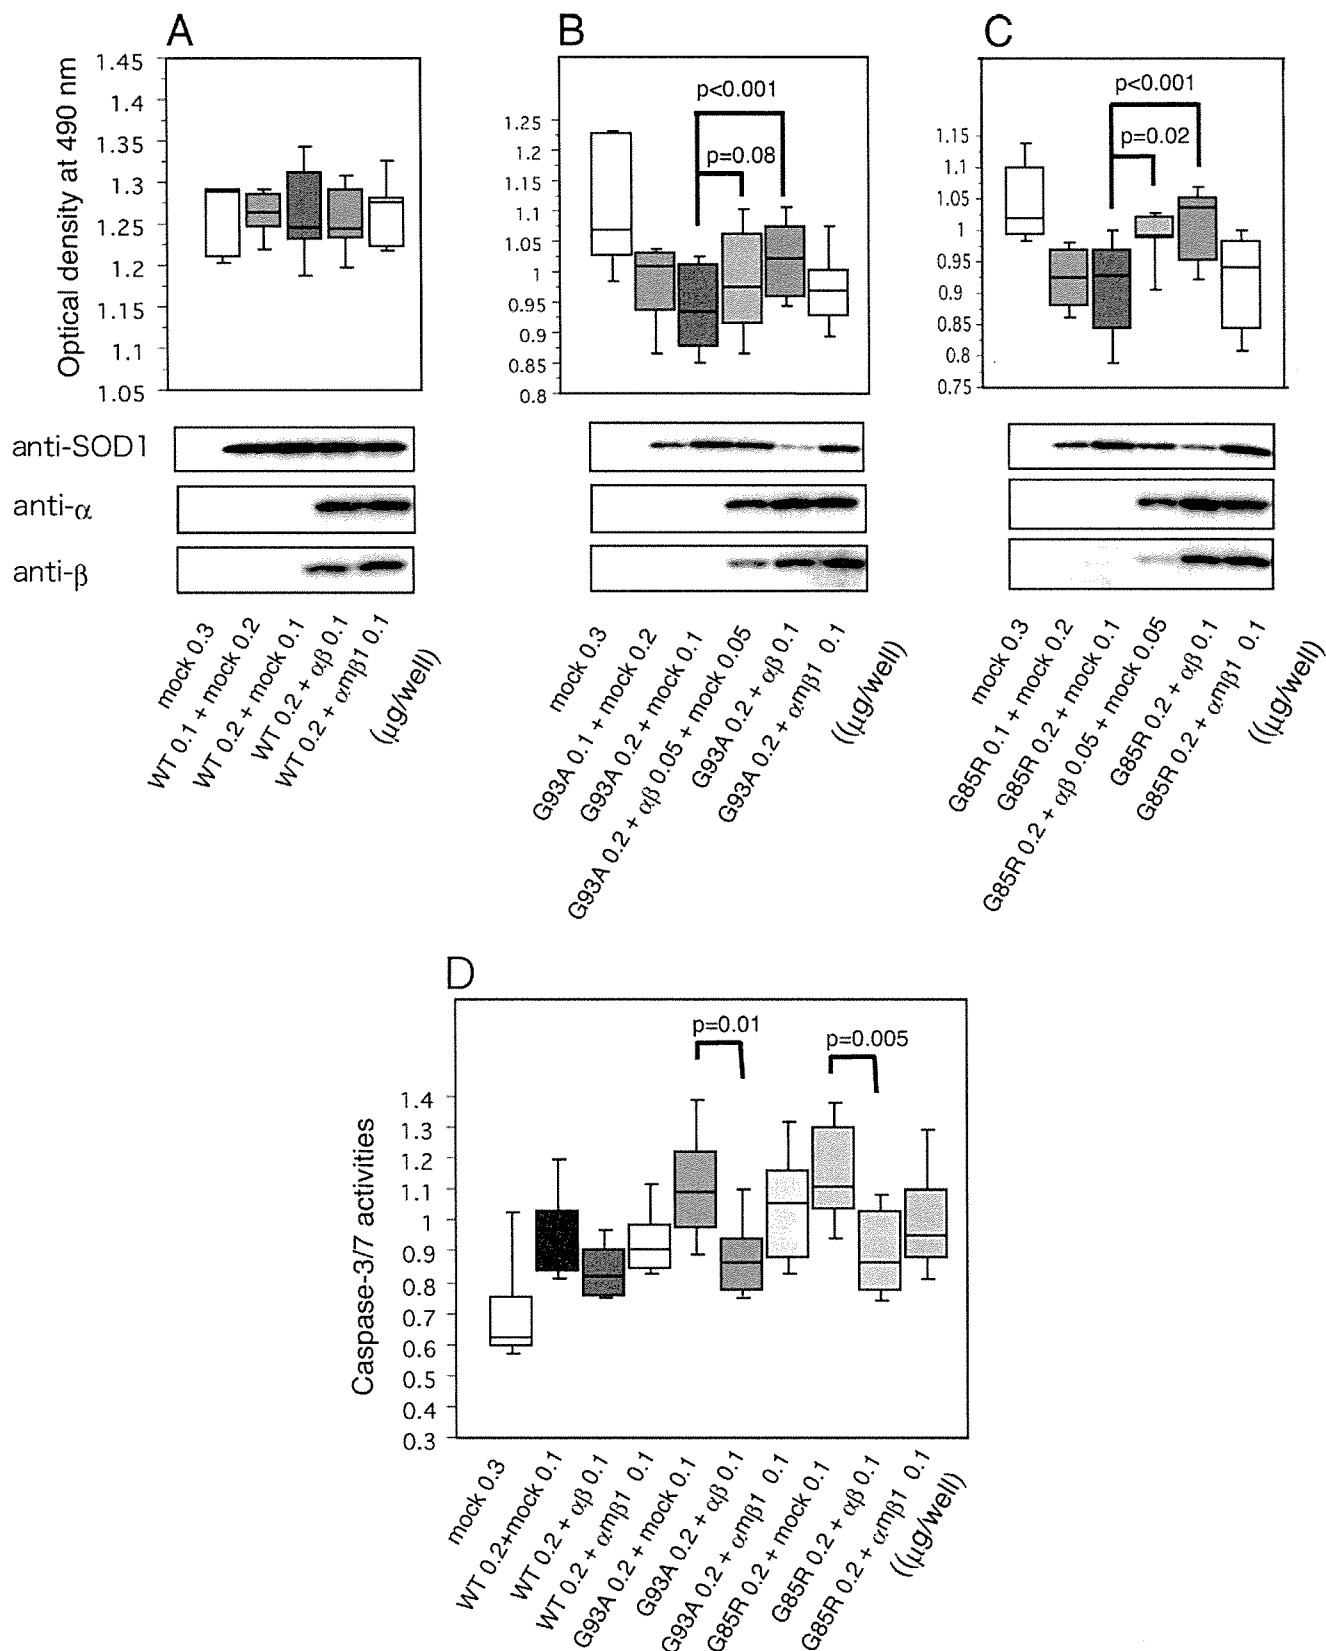 A
Optical density at 490 nm
1.45
1.4
1.35
1.3
1.25
1.2
1.15
1.1
1.05
B
p<0.001
p=0.08
1.25
1.2
1.15
1.1
1.05
1
0.95
0.9
0.85
0.8
C
p<0.001
p=0.02
1.15
1.1
1.05
1
0.95
0.9
0.85
0.8
0.75
anti-SOD1
anti-α
anti-β
mock 0.3
WT 0.1 + mock 0.2
WT 0.2 + mock 0.1
WT 0.2 + αβ 0.1
WT 0.2 + αmβ1 0.1
(μg/well)
mock 0.3
G93A 0.1 + mock 0.2
G93A 0.2 + mock 0.1
G93A 0.2 + αβ 0.05 + mock 0.05
G93A 0.2 + αβ 0.1
G93A 0.2 + αmβ1 0.1
((μg/well)
mock 0.3
G85R 0.1 + mock 0.2
G85R 0.2 + mock 0.1
G85R 0.2 + αβ 0.05 + mock 0.05
G85R 0.2 + αβ 0.1
G85R 0.2 + αmβ1 0.1
((μg/well)
D
p=0.01
p=0.005
Caspase-3/7 activities
1.4
1.3
1.2
1.1
1
0.9
0.8
0.7
0.6
0.5
0.4
0.3
mock 0.3
WT 0.2+mock 0.1
WT 0.2 + αβ 0.1
WT 0.2 + αmβ1 0.1
G93A 0.2 + mock 0.1
G93A 0.2 + αβ 0.1
G93A 0.2 + αmβ1 0.1
G85R 0.2 + mock 0.1
G85R 0.2 + αβ 0.1
G85R 0.2 + αmβ1 0.1
((μg/well)